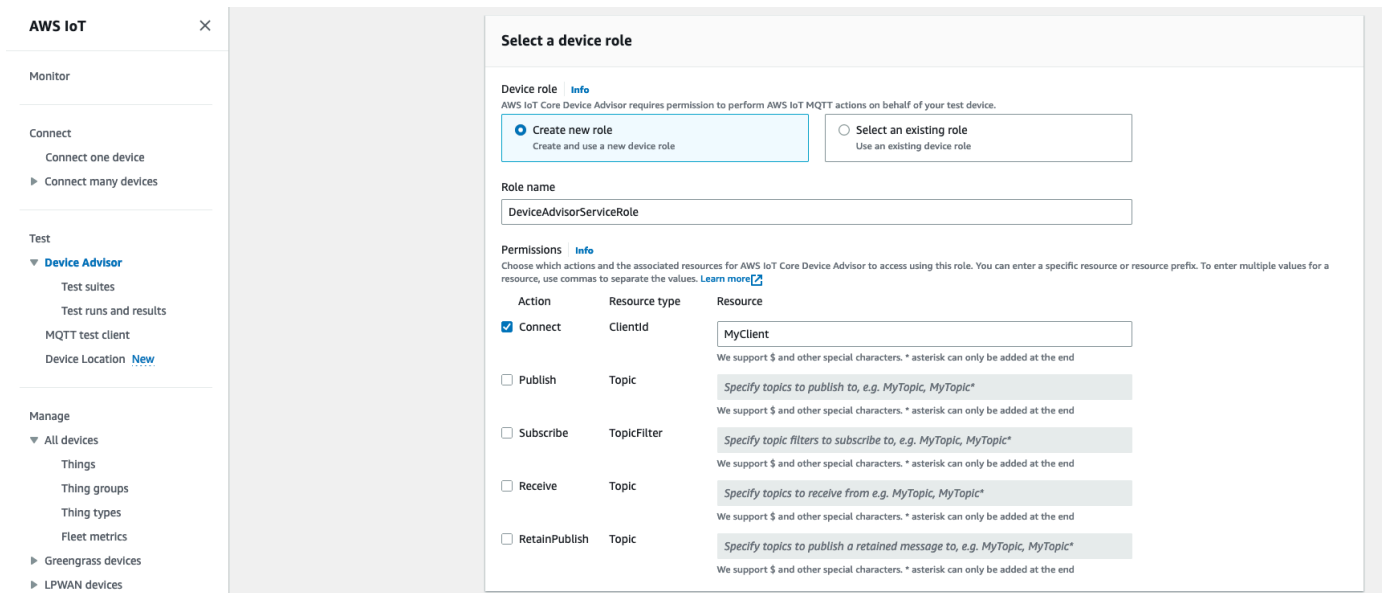 AWS IoT
Monitor
Connect
Connect one device
Connect many devices
Test
Device Advisor
Test suites
Test runs and results
MQTT test client
Device Location New
Manage
All devices
Things
Thing groups
Thing types
Fleet metrics
Greengrass devices
LPWAN devices
Select a device role
Device role Info
AWS IoT Core Device Advisor requires permission to perform AWS IoT MQTT actions on behalf of your test device.
Create new role
Create and use a new device role
Select an existing role
Use an existing device role
Role name
DeviceAdvisorServiceRole
Permissions Info
Choose which actions and the associated resources for AWS IoT Core Device Advisor to access using this role. You can enter a specific resource or resource prefix. To enter multiple values for a
resource, use commas to separate the values. Learn more
Action Resource type Resource
Connect ClientId MyClient
We support $ and other special characters. * asterisk can only be added at the end
Publish Topic Specify topics to publish to, e.g. MyTopic, MyTopic*
We support $ and other special characters. * asterisk can only be added at the end
Subscribe TopicFilter Specify topic filters to subscribe to, e.g. MyTopic, MyTopic*
We support $ and other special characters. * asterisk can only be added at the end
Receive Topic Specify topics to receive from e.g. MyTopic, MyTopic*
We support $ and other special characters. * asterisk can only be added at the end
RetainPublish Topic Specify topics to publish a retained message to, e.g. MyTopic, MyTopic*
We support $ and other special characters. * asterisk can only be added at the end